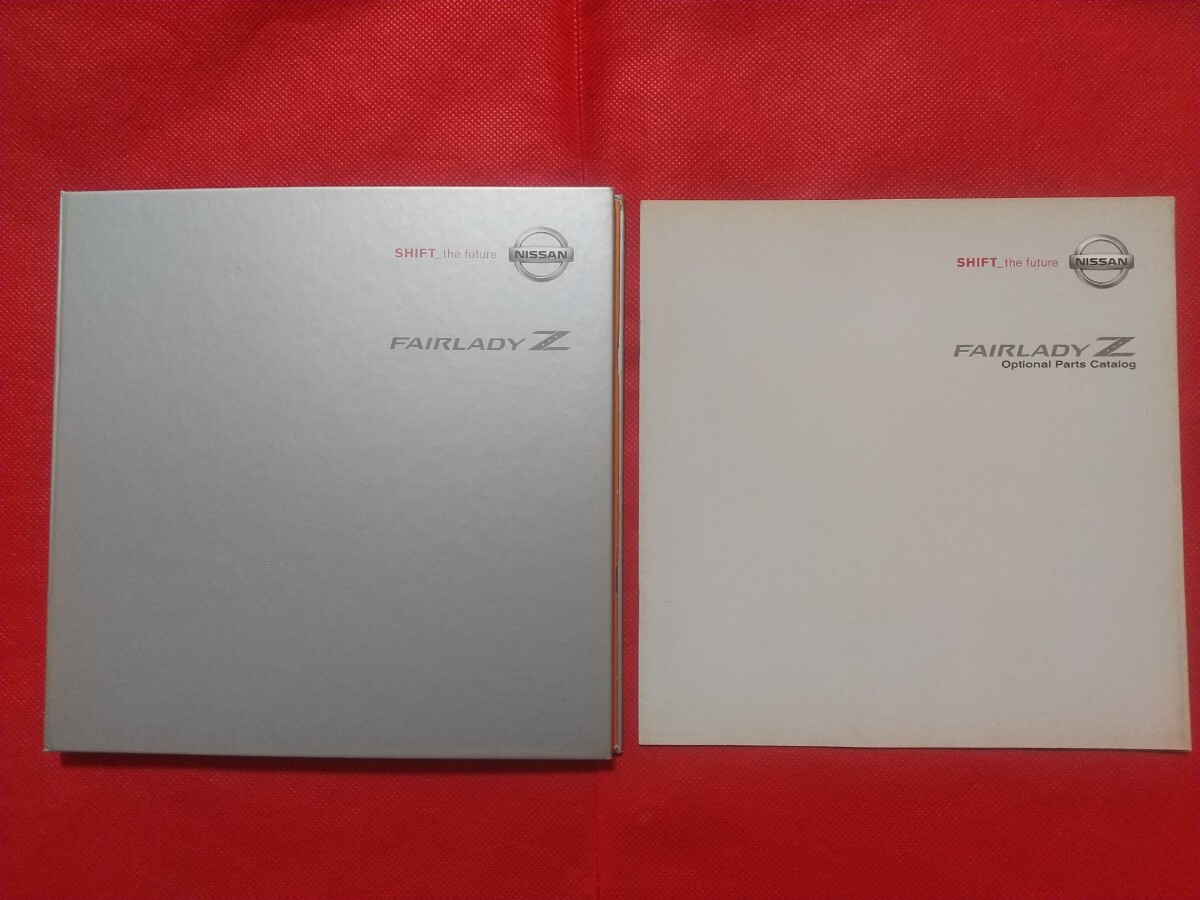 SHIFT_the future
NISSAN
FAIRLADY Z
SHIFT_the future
NISSAN
FAIRLADY Z
Optional Parts Catalog